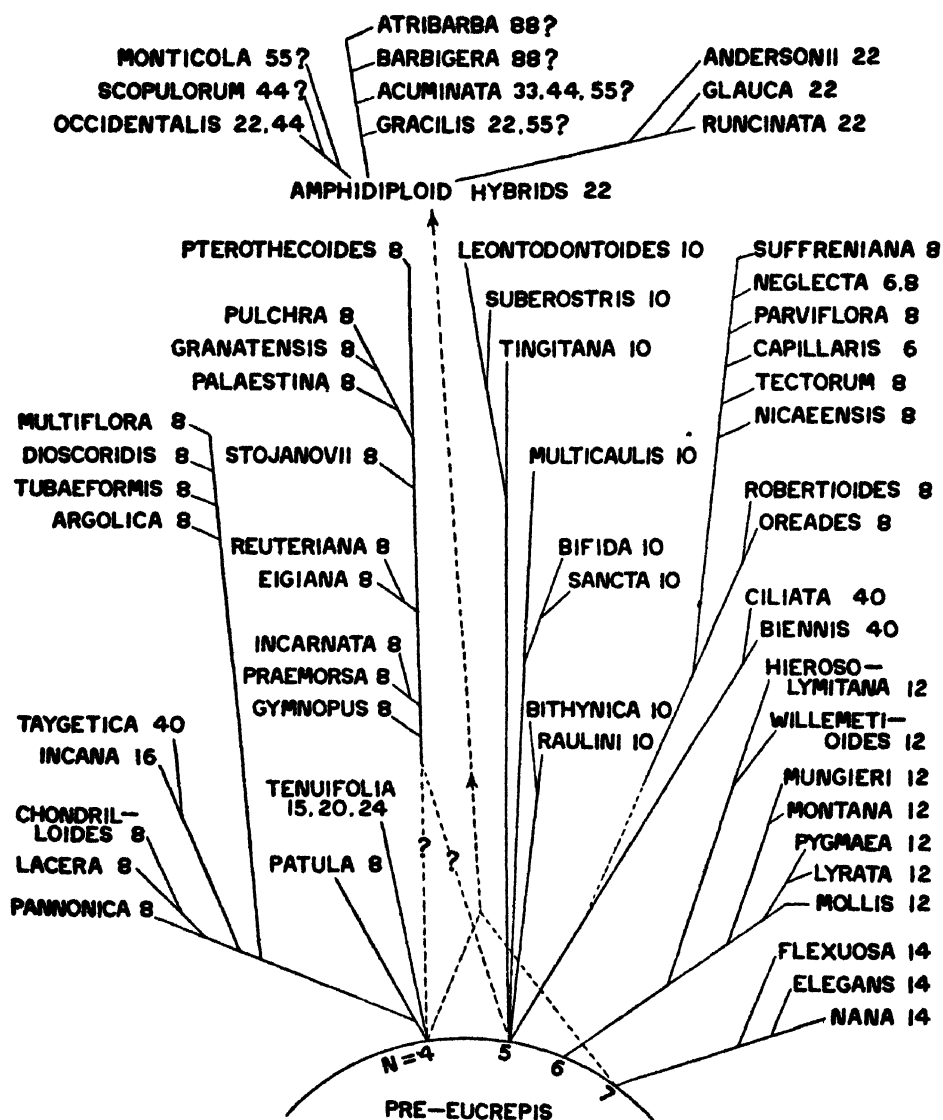 ATRIBARBA 88?
MONTICOLA 55?
BARBIGERA 88?
ANDERSONII 22
SCOPULORUM 44?
ACUMINATA 33.44.55?
GLAUCA 22
OCCIDENTALIS 22.44
GRACILIS 22.55?
RUNCINATA 22
AMPHIDIPLOID HYBRIDS 22
PTEROTHECOIDES 8
LEONTODONTOIDES 10
SUFFRENIANA 8
NEGLECTA 6.8
SUBEROSTRIS 10
PULCHRA 8
PARVIFLORA 8
GRANATENSIS 8
TINGITANA 10
CAPILLARIS 6
PALAESTINA 8
TECTORUM 8
MULTIFLORA 8
NICAEENSIS 8
DIOSCORIDIS 8
STOJANOVII 8
MULTICAULIS 10
TUBAEFORMIS 8
ROBERTIOIDES 8
ARGOLICA 8
OREADES 8
REUTERIANA 8
BIFIDA 10
EIGIANA 8
SANCTA 10
CILIATA 40
BIENNIS 40
INCARNATA 8
HIEROSO—
PRAEMORSA 8
LYMITANA 12
GYMNOPUS 8
BITHYNICA 10
TAYGETICA 40
WILLEMETI—
RAULINI 10
OIDES 12
INCANA 16
TENUIFOLIA
MUNGIERI 12
15.20.24
CHONDRIL—
MONTANA 12
LOIDES 8
? ?
PYGMAEA 12
LACERA 8
PATULA 8
LYRATA 12
PANNONICA 8
MOLLIS 12
FLEXUOSA 14
ELEGANS 14
NANA 14
N=4 5 6 7
PRE—EUCREPIS